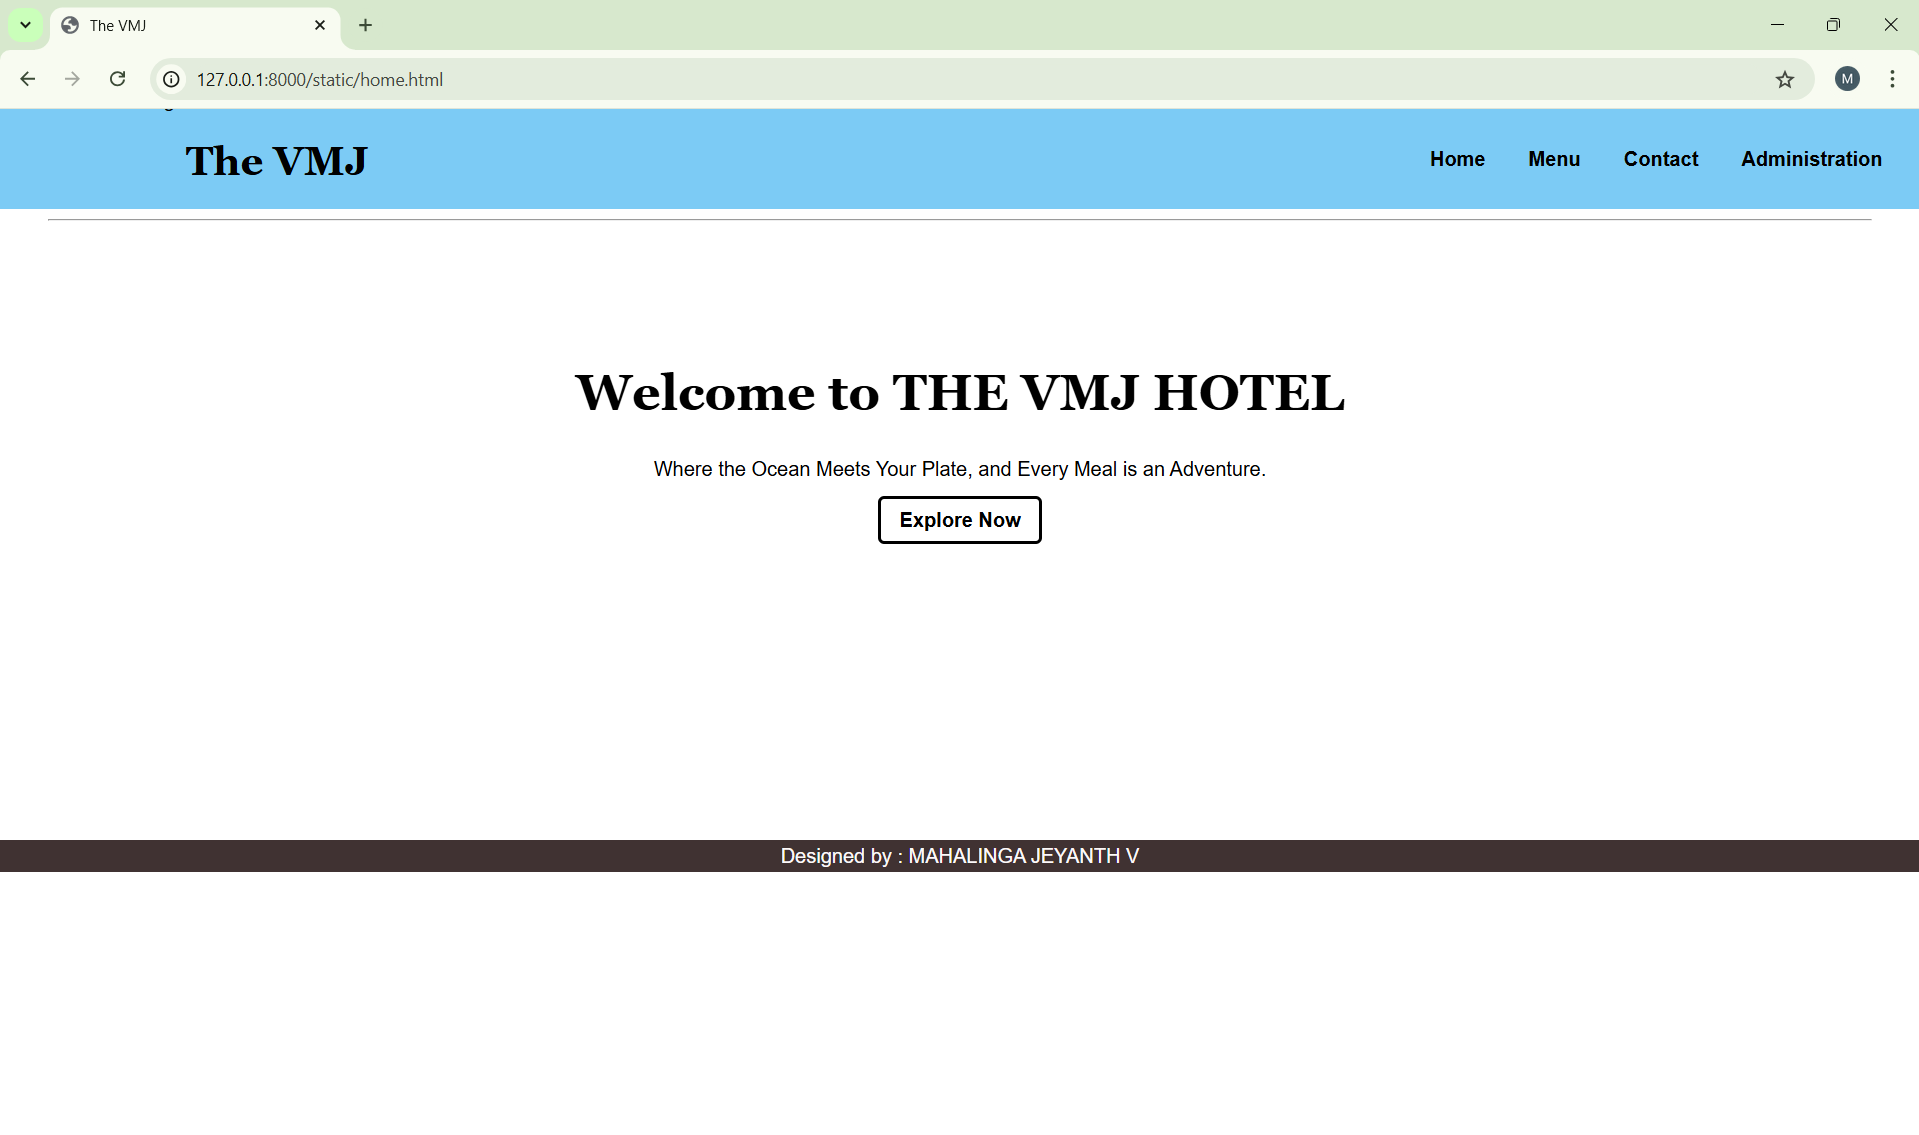 The VMJ
127.0.0.1:8000/static/home.html
M
The VMJ
Home Menu Contact Administration
Welcome to THE VMJ HOTEL
Where the Ocean Meets Your Plate, and Every Meal is an Adventure.
Explore Now
Designed by : MAHALINGA JEYANTH V